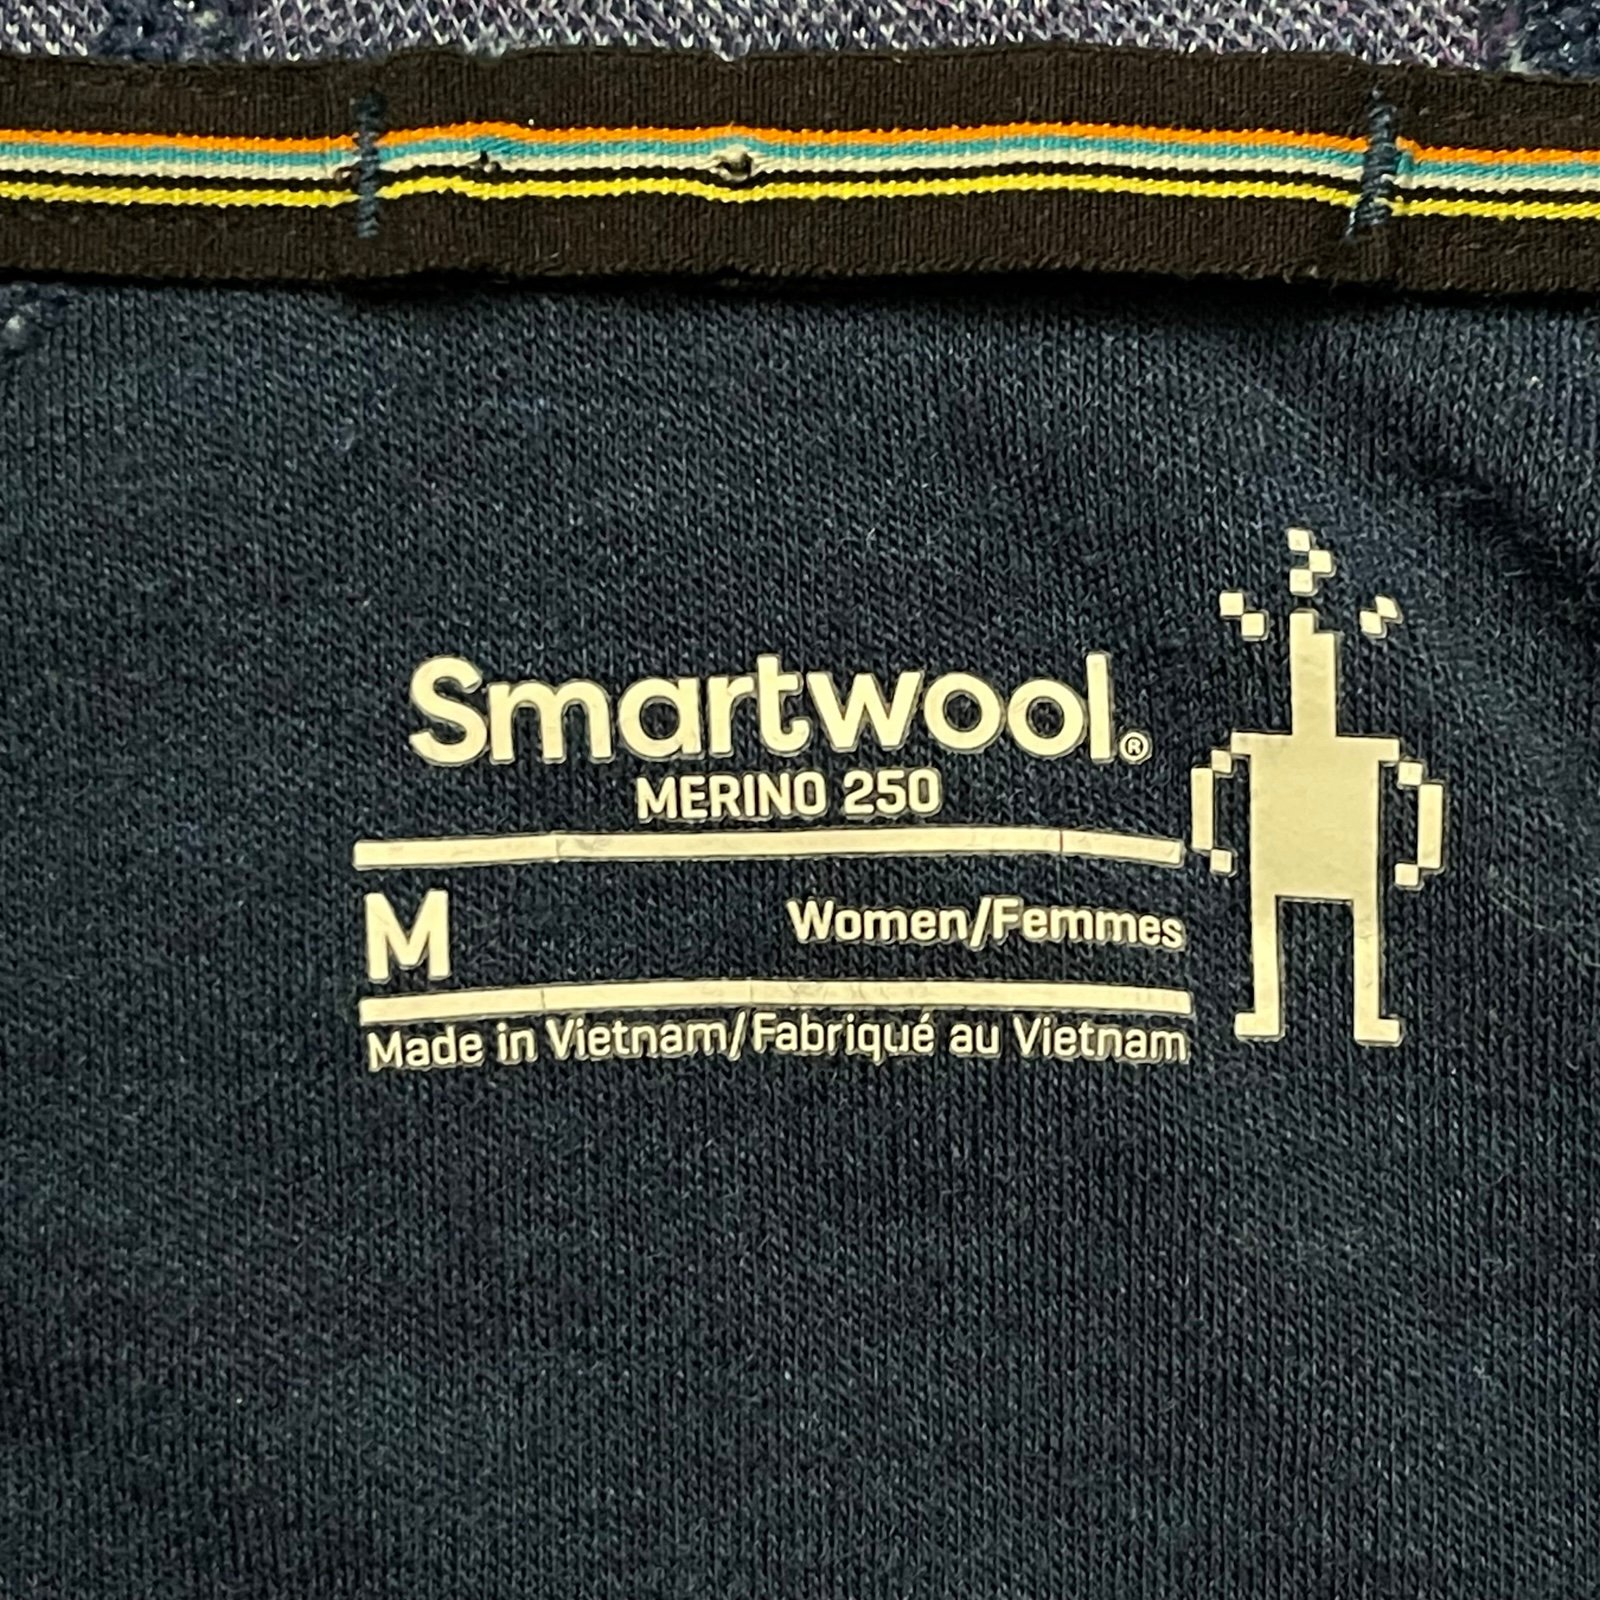 Smartwool®
MERINO 250
M Women/Femmes
Made in Vietnam/Fabriqué au Vietnam